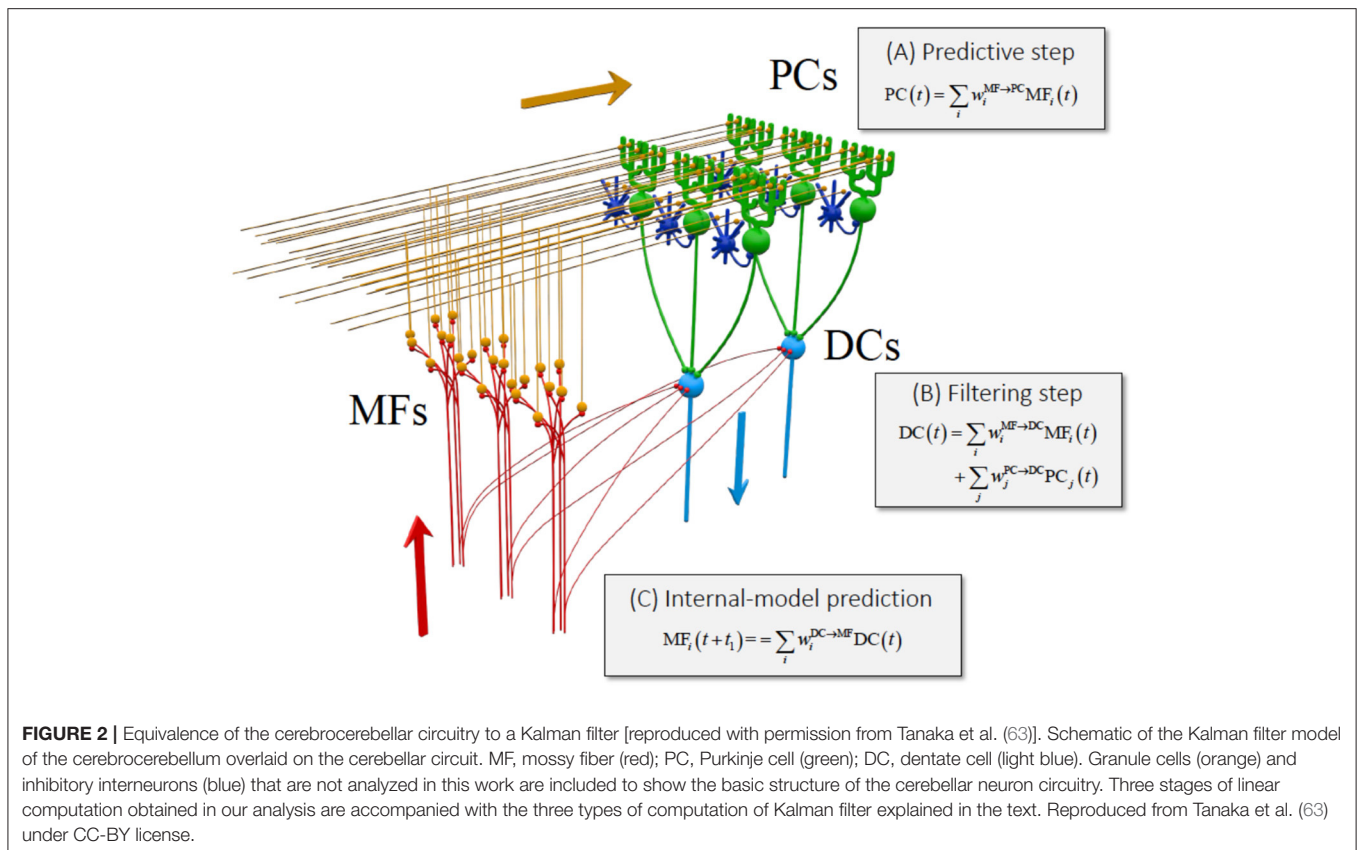 (A) Predictive step
PC(t) = ∑_i w_i^{MF→PC} MF_i(t)
PCs
MFs
DCs
(B) Filtering step
DC(t) = ∑_i w_i^{MF→DC} MF_i(t)
+ ∑_j w_j^{PC→DC} PC_j(t)
(C) Internal-model prediction
MF_i(t+t_1) = = ∑_i w_i^{DC→MF} DC(t)
FIGURE 2 | Equivalence of the cerebrocerebellar circuitry to a Kalman filter [reproduced with permission from Tanaka et al. (63)]. Schematic of the Kalman filter model
of the cerebrocerebellum overlaid on the cerebellar circuit. MF, mossy fiber (red); PC, Purkinje cell (green); DC, dentate cell (light blue). Granule cells (orange) and
inhibitory interneurons (blue) that are not analyzed in this work are included to show the basic structure of the cerebellar neuron circuitry. Three stages of linear
computation obtained in our analysis are accompanied with the three types of computation of Kalman filter explained in the text. Reproduced from Tanaka et al. (63)
under CC-BY license.